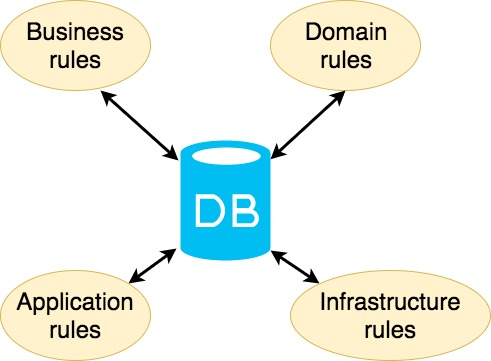 Business
rules
Domain
rules
DB
Application
rules
Infrastructure
rules